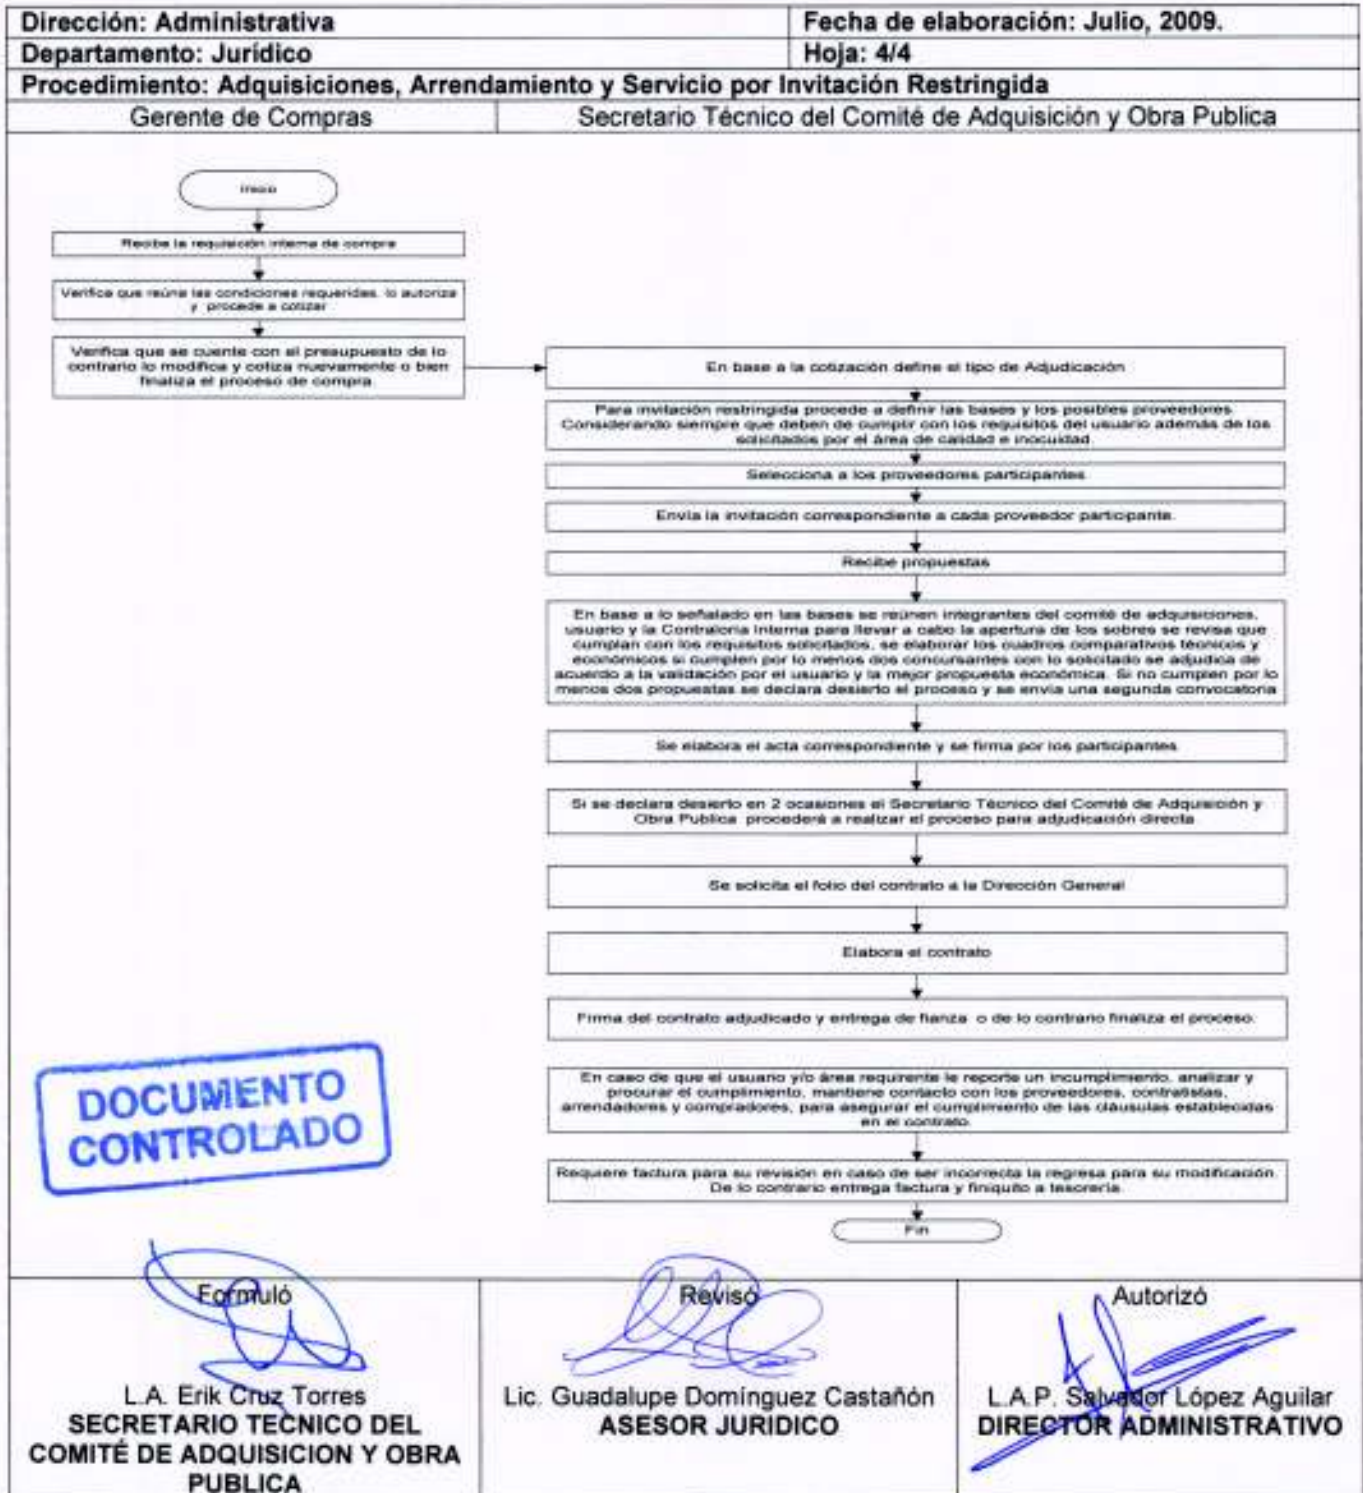 Dirección: Administrativa
Fecha de elaboración: Julio, 2009.
Departamento: Jurídico
Hoja: 4/4
Procedimiento: Adquisiciones, Arrendamiento y Servicio por Invitación Restringida
Gerente de Compras
Secretario Técnico del Comité de Adquisición y Obra Publica
Inicio
Recibe la requisición interna de compra
Verifica que reúna las condiciones requeridas, lo autoriza
y procede a cotizar
Verifica que se cuente con el presupuesto de lo
contrario lo modifica y cotiza nuevamente o bien
finaliza el proceso de compra
En base a la cotización define el tipo de Adjudicación
Para invitación restringida procede a definir las bases y los posibles proveedores.
Considerando siempre que deben de cumplir con los requisitos del usuario además de los
solicitados por el área de calidad e inocuidad.
Selecciona a los proveedores participantes
Envía la invitación correspondiente a cada proveedor participante.
Recibe propuestas
En base a lo señalado en las bases se reúnen integrantes del comité de adquisiciones,
usuario y la Contraloría Interna para llevar a cabo la apertura de los sobres se revisa que
cumplan con los requisitos solicitados, se elaborar los cuadros comparativos técnicos y
económicos si cumplen por lo menos dos concursantes con lo solicitado se adjudica de
acuerdo a la validación por el usuario y la mejor propuesta económica. Si no cumplen por lo
menos dos propuestas se declara desierto el proceso y se envía una segunda convocatoria
Se elabora el acta correspondiente y se firma por los participantes
Si se declara desierto en 2 ocasiones el Secretario Técnico del Comité de Adquisición y
Obra Publica procederá a realizar el proceso para adjudicación directa
Se solicita el folio del contrato a la Dirección General
Elabora el contrato
Firma del contrato adjudicado y entrega de fianza o de lo contrario finaliza el proceso.
En caso de que el usuario y/o área requirente le reporte un incumplimiento, analizar y
procurar el cumplimiento, mantiene contacto con los proveedores, contratistas,
arrendadores y compradores, para asegurar el cumplimiento de las cláusulas establecidas
en el contrato.
Requiere factura para su revisión en caso de ser incorrecta la regresa para su modificación.
De lo contrario entrega factura y finiquito a tesorería.
Fin
DOCUMENTO
CONTROLADO
Formuló
L.A. Erik Cruz Torres
SECRETARIO TECNICO DEL
COMITÉ DE ADQUISICION Y OBRA
PUBLICA
Revisó
Lic. Guadalupe Domínguez Castañón
ASESOR JURIDICO
Autorizó
L.A.P. Salvador López Aguilar
DIRECTOR ADMINISTRATIVO